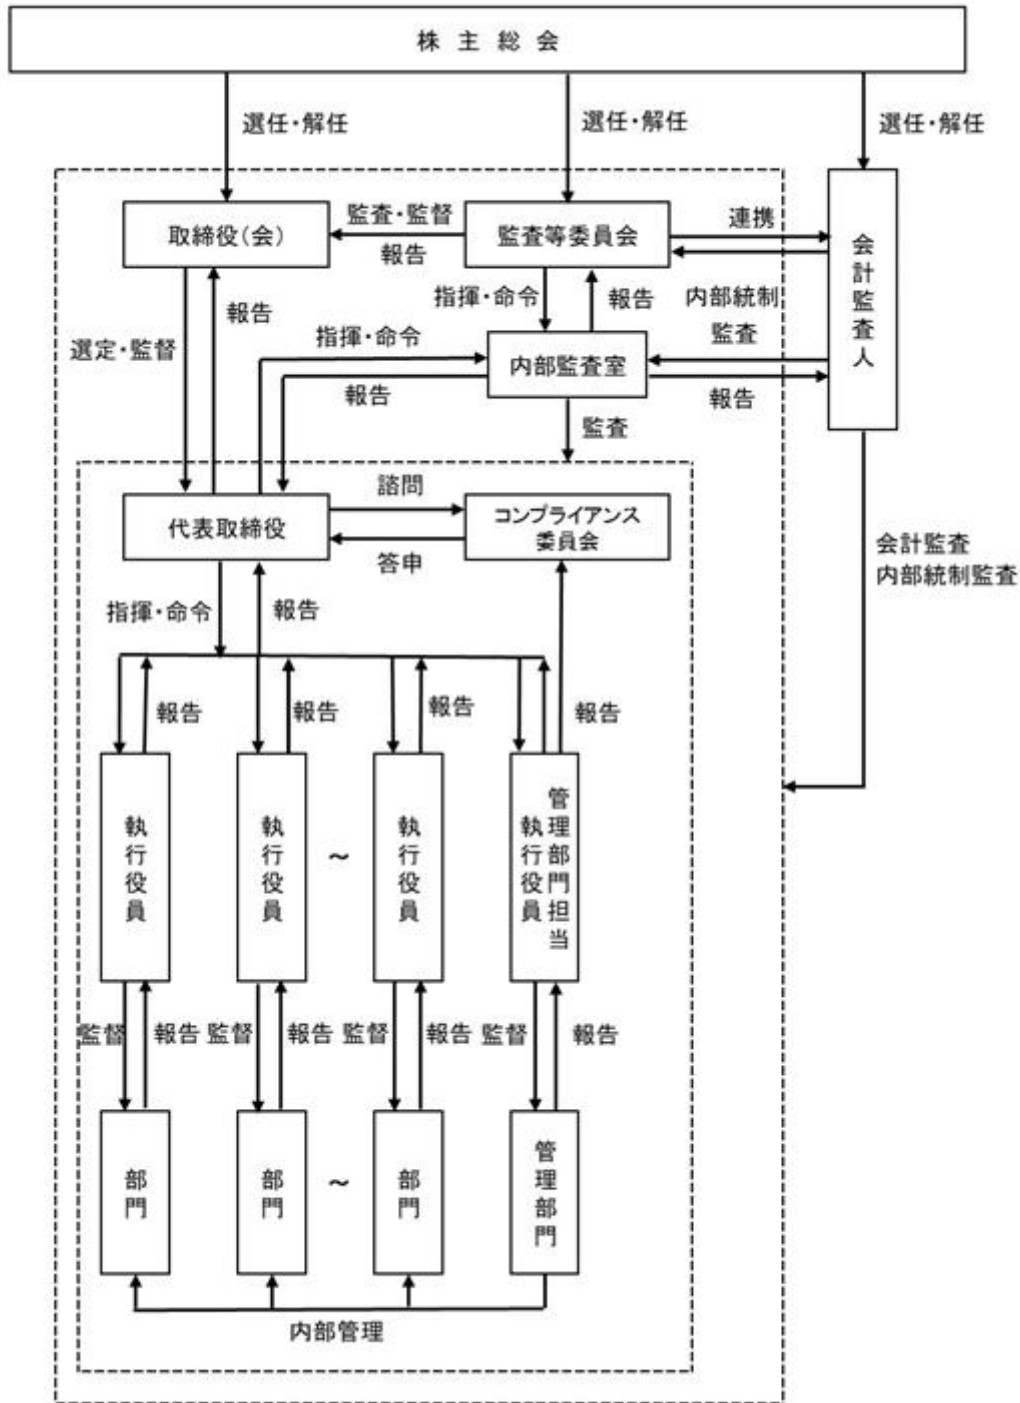 株主総会
選任・解任
選任・解任
選任・解任
取締役(会)
監査・監督
報告
監査等委員会
連携
会計監査人
指揮・命令
報告
内部統制
監査
選定・監督
報告
指揮・命令
報告
内部監査室
報告
監査
代表取締役
諮問
答申
コンプライアンス
委員会
会計監査
内部統制監査
指揮・命令
報告
報告
報告
報告
報告
執行役員
執行役員
～
執行役員
管理部門担当
執行役員
監督
報告
監督
報告
監督
報告
監督
報告
部門
部門
～
部門
管理部門
内部管理